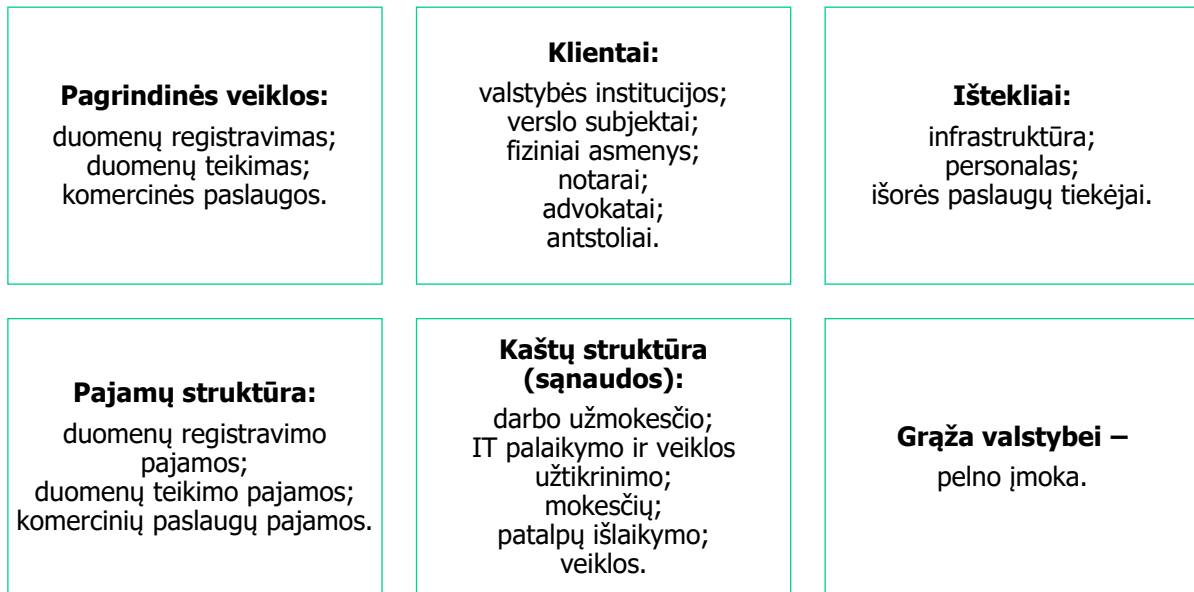 Pagrindinės veiklos:
duomenų registravimas;
duomenų teikimas;
komercinės paslaugos.
Klientai:
valstybės institucijos;
verslo subjektai;
fiziniai asmenys;
notarai;
advokatai;
antstoliai.
Ištekliai:
infrastruktūra;
personalas;
išorės paslaugų tiekėjai.
Pajamų struktūra:
duomenų registravimo
pajamos;
duomenų teikimo pajamos;
komercinių paslaugų pajamos.
Kaštų struktūra
(sąnaudos):
darbo užmokesčio;
IT palaikymo ir veiklos
užtikrinimo;
mokesčių;
patalpų išlaikymo;
veiklos.
Grąža valstybei –
pelno įmoka.